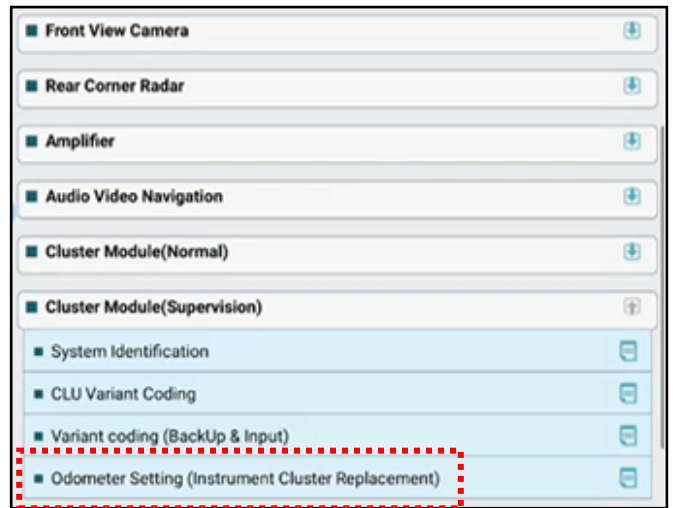 Front View Camera
Rear Corner Radar
Amplifier
Audio Video Navigation
Cluster Module(Normal)
Cluster Module(Supervision)
System Identification
CLU Variant Coding
Variant coding (BackUp & Input)
Odometer Setting (Instrument Cluster Replacement)